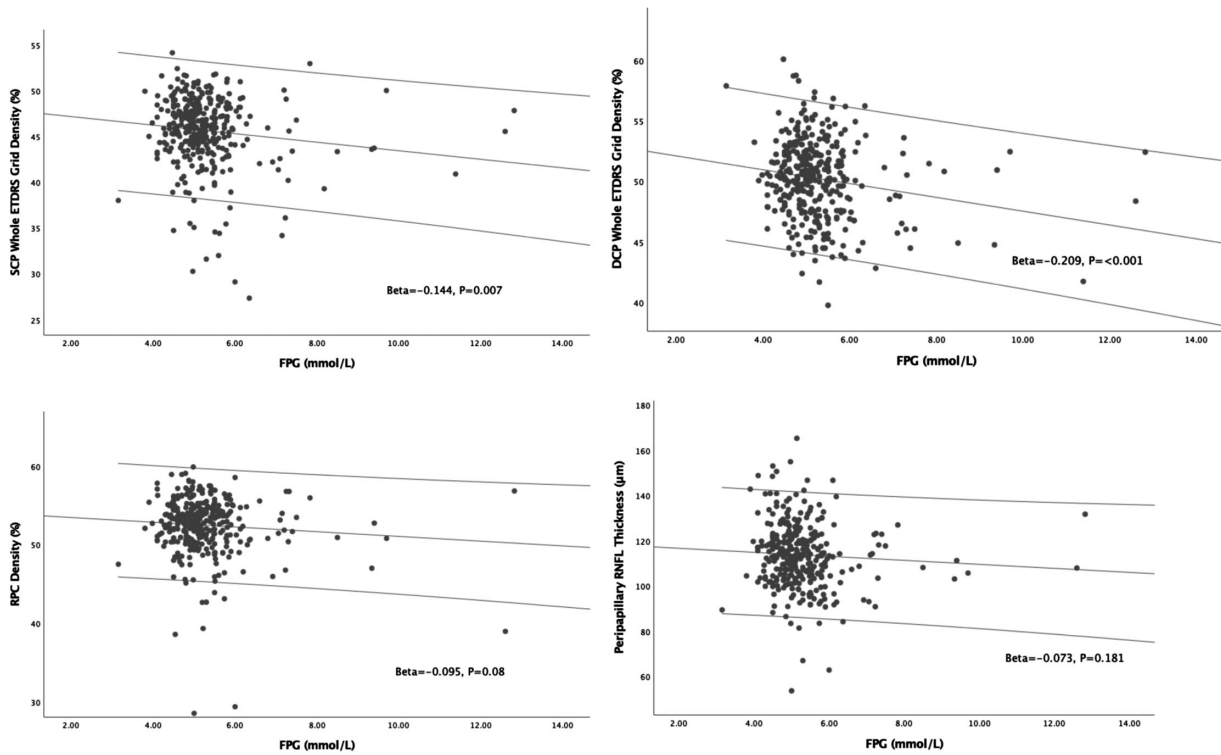 SCP Whole ETDRS Grid Density (%)
55
50
45
40
35
30
25
Beta=-0.144, P=0.007
2.00 4.00 6.00 8.00 10.00 12.00 14.00
FPG (mmol/L)
DCP Whole ETDRS Grid Density (%)
60
55
50
45
40
Beta=-0.209, P=<0.001
2.00 4.00 6.00 8.00 10.00 12.00 14.00
FPG (mmol/L)
RPC Density (%)
60
50
40
30
Beta=-0.095, P=0.08
2.00 4.00 6.00 8.00 10.00 12.00 14.00
FPG (mmol/L)
Peripapillary RNFL Thickness (µm)
180
160
140
120
100
80
60
Beta=-0.073, P=0.181
2.00 4.00 6.00 8.00 10.00 12.00 14.00
FPG (mmol/L)